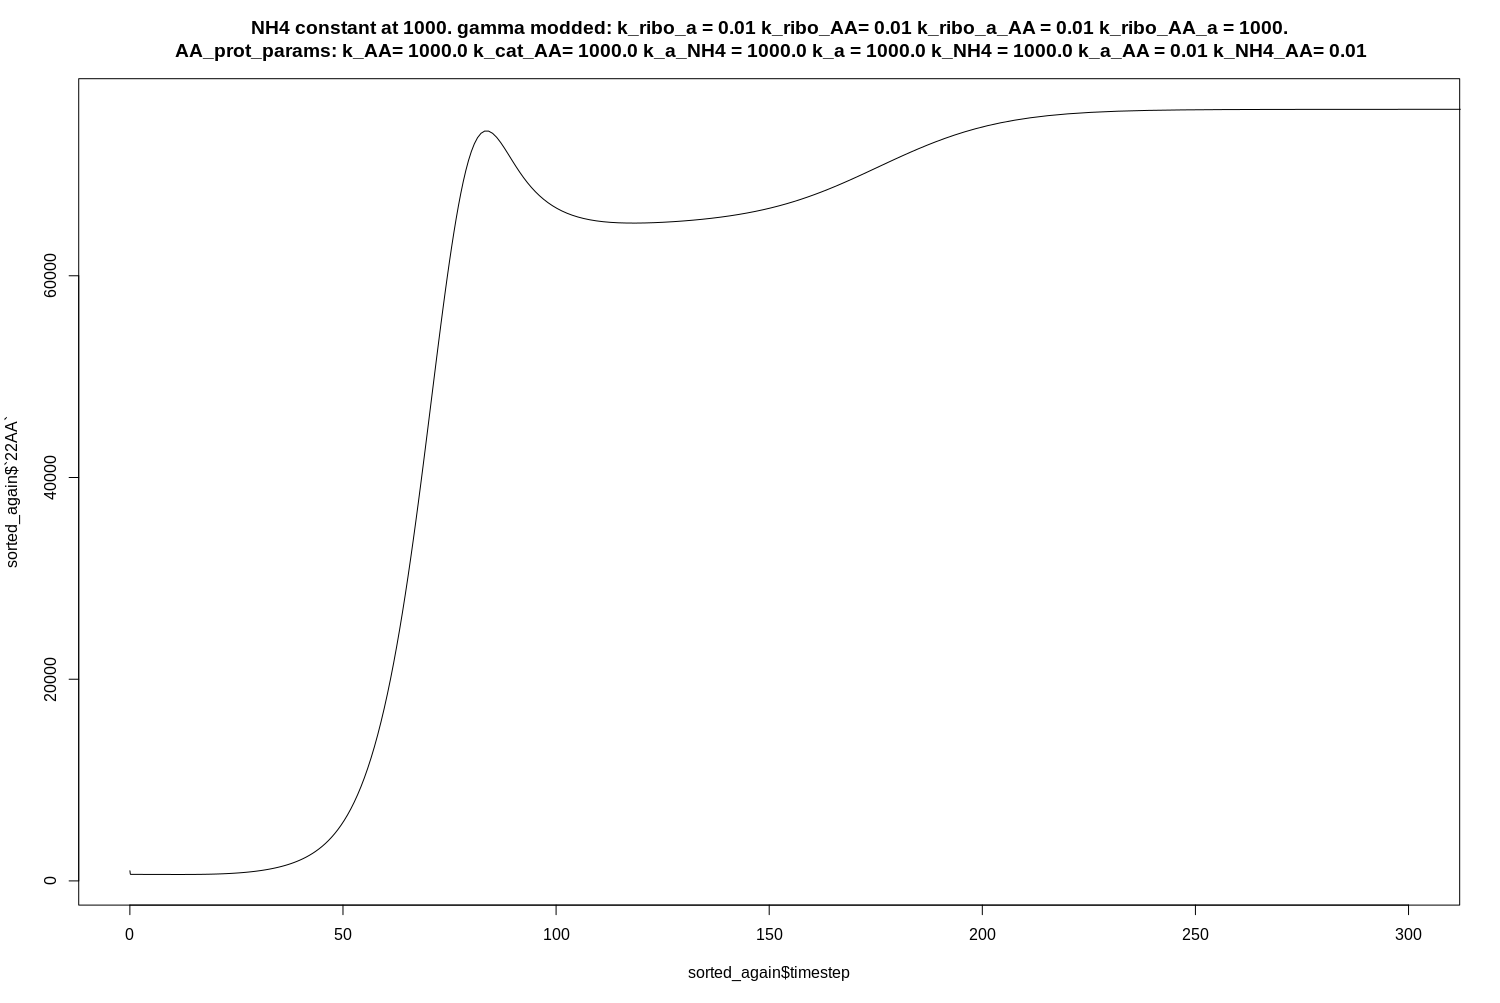 NH4 constant at 1000. gamma modded: k_ribo_a = 0.01 k_ribo_AA= 0.01 k_ribo_a_AA = 0.01 k_ribo_AA_a = 1000.
AA_prot_params: k_AA= 1000.0 k_cat_AA= 1000.0 k_a_NH4 = 1000.0 k_a = 1000.0 k_NH4 = 1000.0 k_a_AA = 0.01 k_NH4_AA= 0.01
sorted_again$`22AA`
60000
40000
20000
0
0 50 100 150 200 250 300
sorted_again$timestep